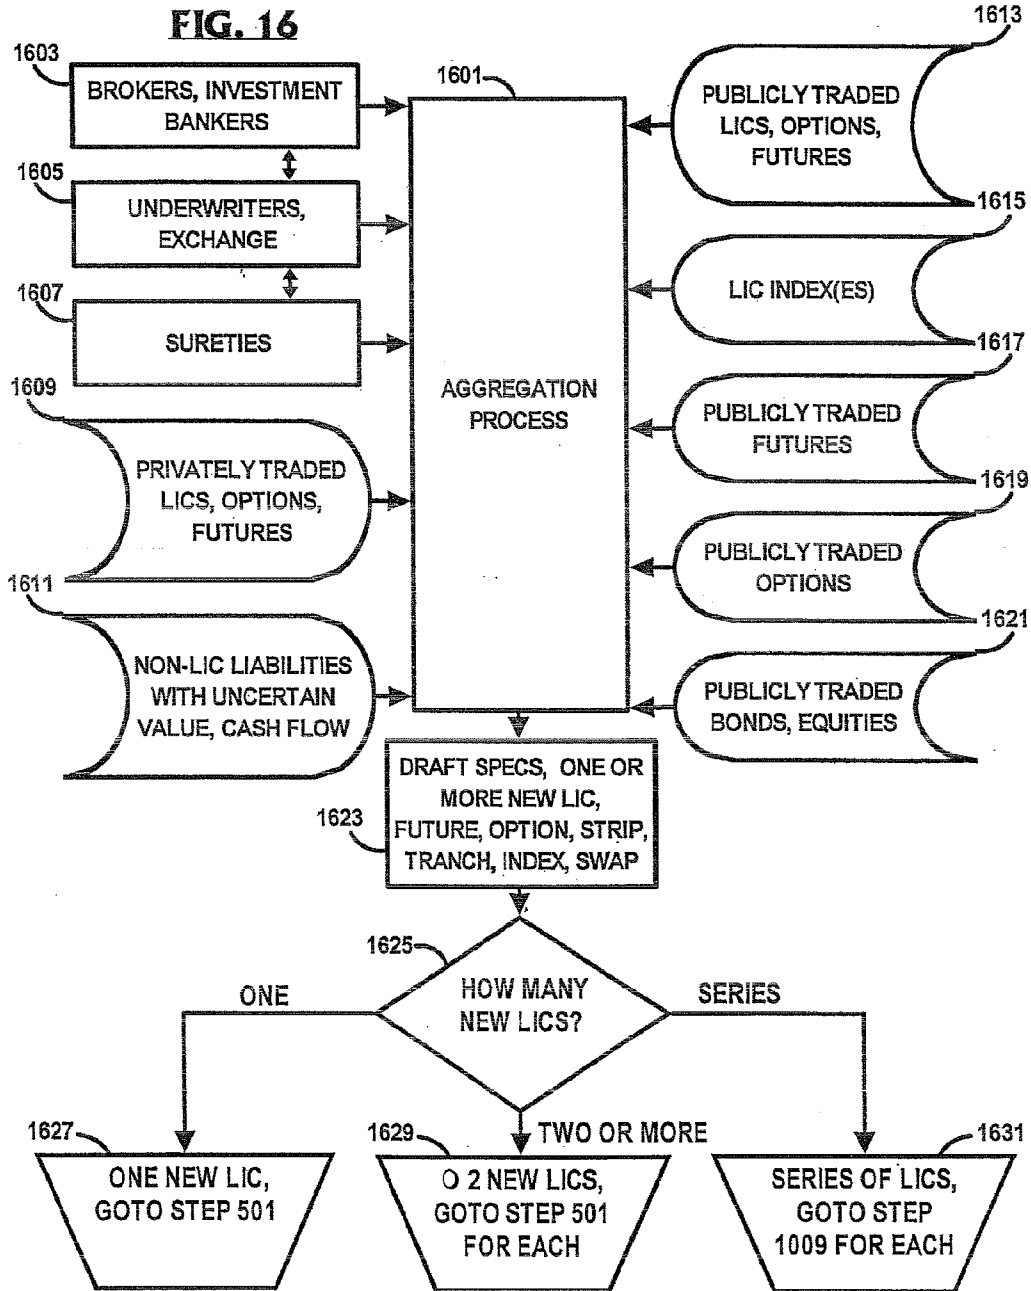 FIG. 16
1603
BROKERS, INVESTMENT
BANKERS
1605
UNDERWRITERS,
EXCHANGE
1607
SURETIES
1609
PRIVATELY TRADED
LICS, OPTIONS,
FUTURES
1611
NON-LIC LIABILITIES
WITH UNCERTAIN
VALUE, CASH FLOW
1601
AGGREGATION
PROCESS
1613
PUBLICLY TRADED
LICS, OPTIONS,
FUTURES
1615
LIC INDEX(ES)
1617
PUBLICLY TRADED
FUTURES
1619
PUBLICLY TRADED
OPTIONS
1621
PUBLICLY TRADED
BONDS, EQUITIES
1623
DRAFT SPECS, ONE OR
MORE NEW LIC,
FUTURE, OPTION, STRIP,
TRANCH, INDEX, SWAP
1625
HOW MANY
NEW LICS?
ONE
SERIES
TWO OR MORE
1627
ONE NEW LIC,
GOTO STEP 501
1629
O 2 NEW LICS,
GOTO STEP 501
FOR EACH
1631
SERIES OF LICS,
GOTO STEP
1009 FOR EACH